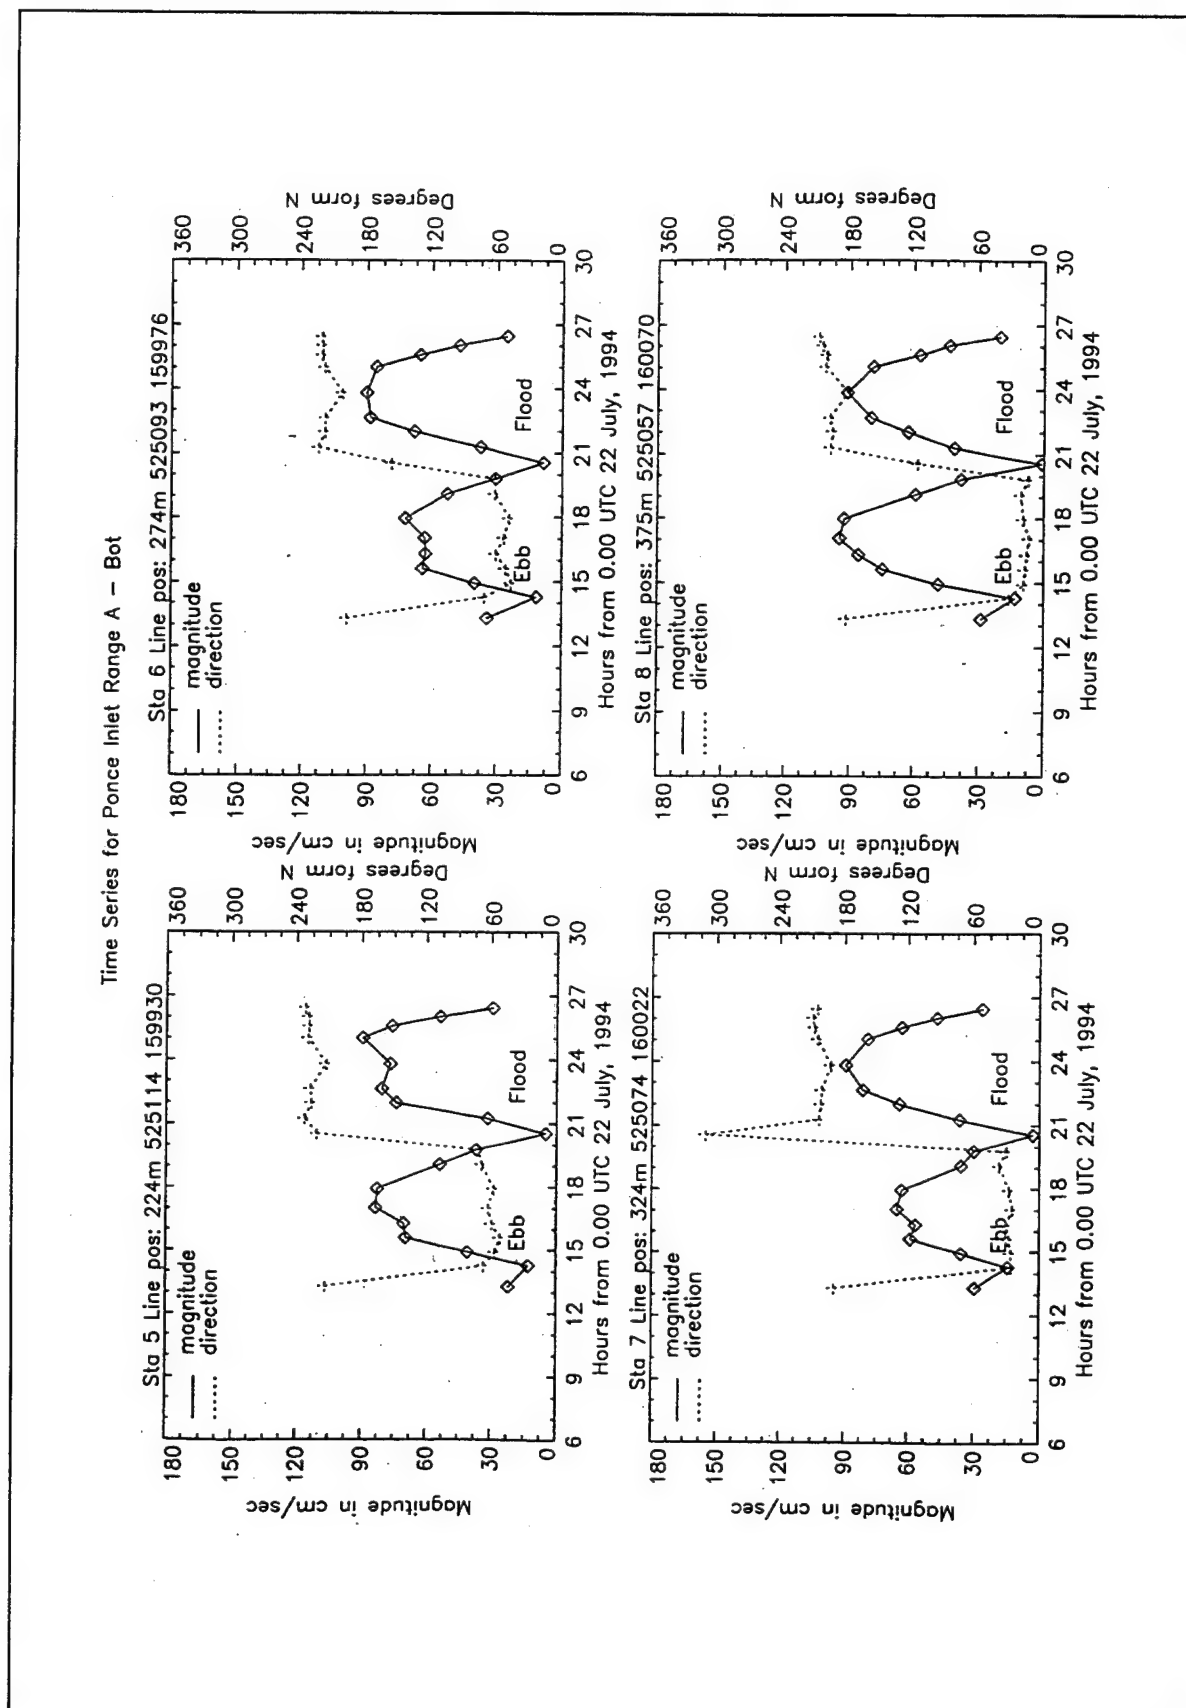 Time Series for Ponce Inlet Range A – Bot
Sta 5 Line pos: 224m 525114 159930
magnitude
direction
Ebb
Flood
180
150
120
90
60
30
0
Magnitude in cm/sec
360
300
240
180
120
60
0
Degrees form N
6 9 12 15 18 21 24 27 30
Hours from 0.00 UTC 22 July, 1994
Sta 6 Line pos: 274m 525093 159976
magnitude
direction
Ebb
Flood
180
150
120
90
60
30
0
Magnitude in cm/sec
360
300
240
180
120
60
0
Degrees form N
6 9 12 15 18 21 24 27 30
Hours from 0.00 UTC 22 July, 1994
Sta 7 Line pos: 324m 525074 160022
magnitude
direction
Ebb
Flood
180
150
120
90
60
30
0
Magnitude in cm/sec
360
300
240
180
120
60
0
Degrees form N
6 9 12 15 18 21 24 27 30
Hours from 0.00 UTC 22 July, 1994
Sta 8 Line pos: 375m 525057 160070
magnitude
direction
Ebb
Flood
180
150
120
90
60
30
0
Magnitude in cm/sec
360
300
240
180
120
60
0
Degrees form N
6 9 12 15 18 21 24 27 30
Hours from 0.00 UTC 22 July, 1994